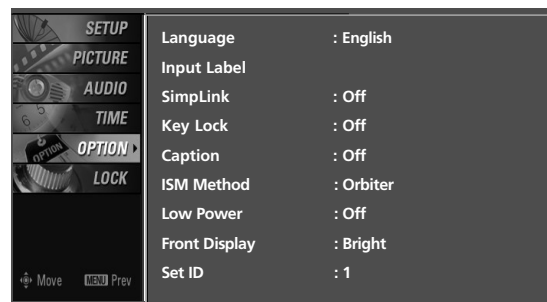 SETUP
PICTURE
AUDIO
TIME
OPTION
LOCK
Move MENU Prev
Language : English
Input Label
SimpLink : Off
Key Lock : Off
Caption : Off
ISM Method : Orbiter
Low Power : Off
Front Display : Bright
Set ID : 1